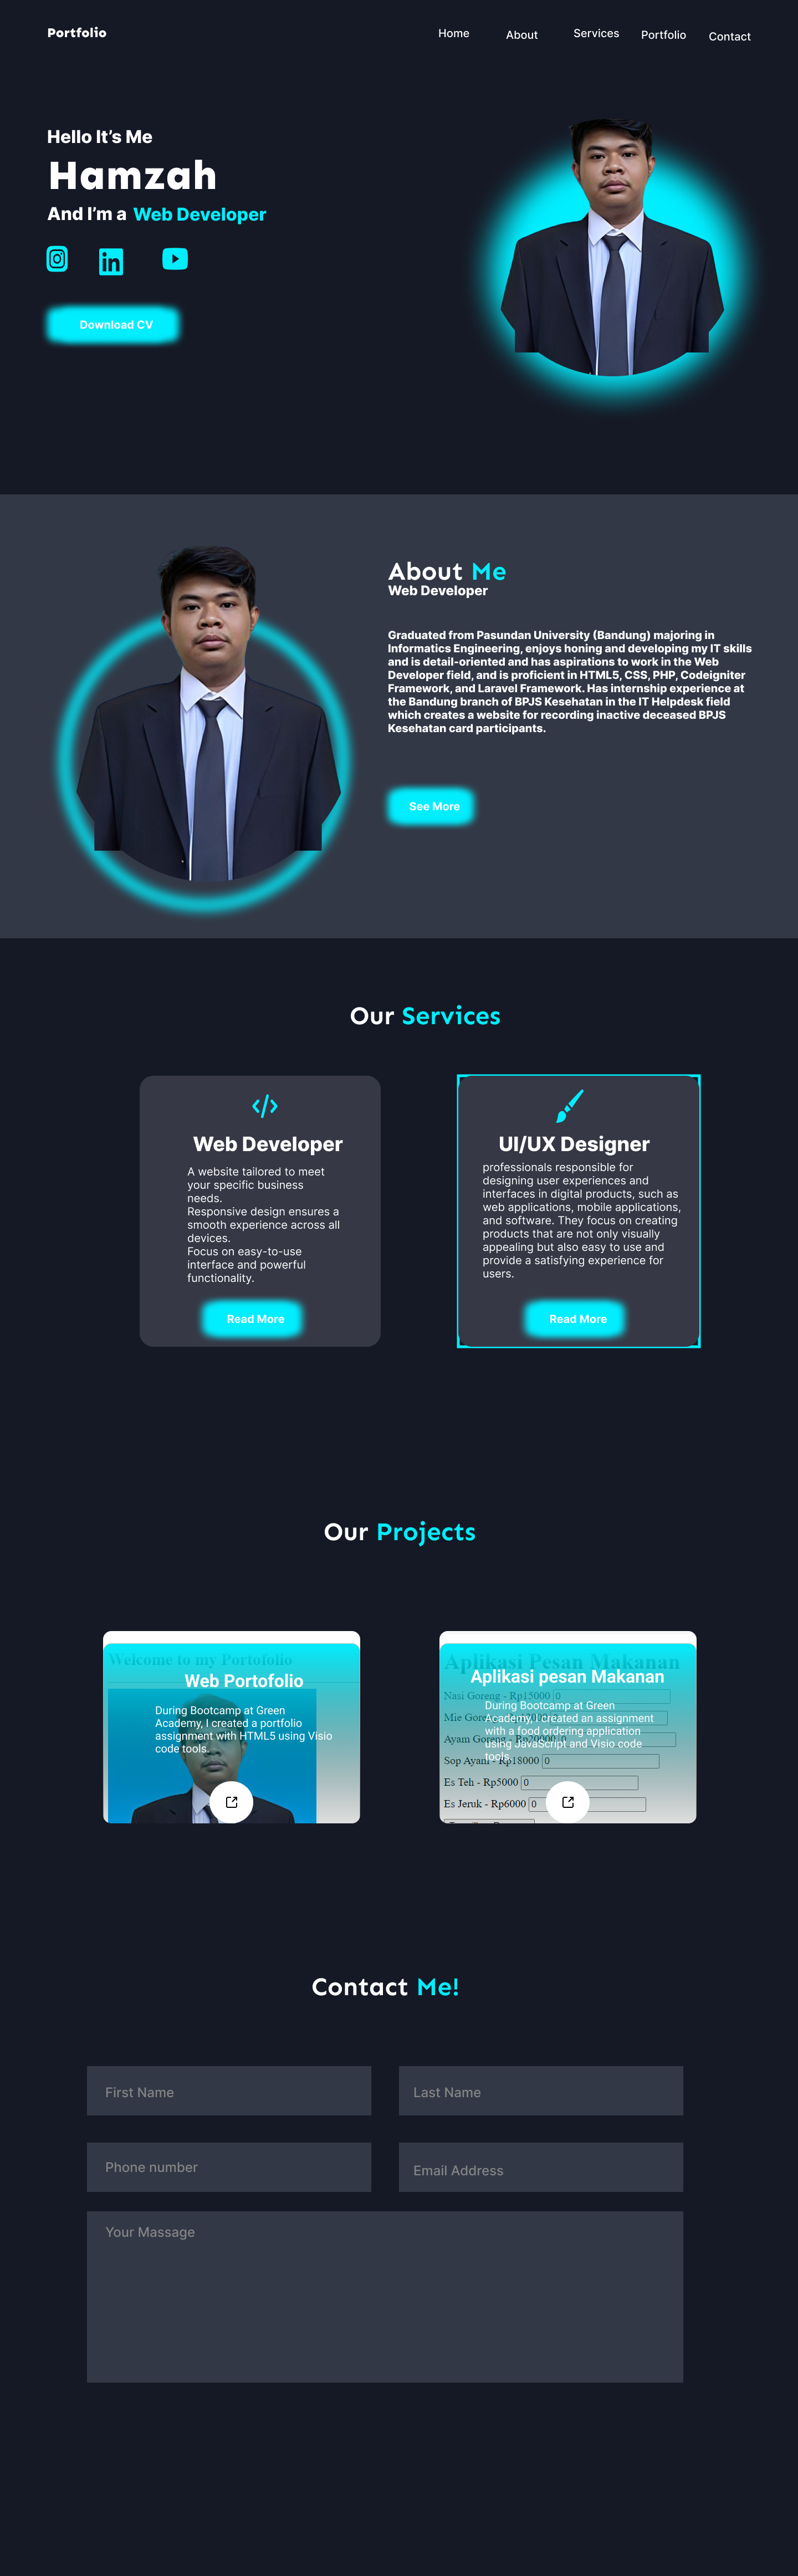 Portfolio
Home
About
Services
Portfolio
Contact
Hello It's Me
Hamzah
And I'm a Web Developer
in
Download CV
About Me
Web Developer
Graduated from Pasundan University (Bandung) majoring in
Informatics Engineering, enjoys honing and developing my IT skills
and is detail-oriented and has aspirations to work in the Web
Developer field, and is proficient in HTML5, CSS, PHP, Codeigniter
Framework, and Laravel Framework. Has internship experience at
the Bandung branch of BPJS Kesehatan in the IT Helpdesk field
which creates a website for recording inactive deceased BPJS
Kesehatan card participants.
See More
Our Services
Web Developer
A website tailored to meet
your specific business
needs.
Responsive design ensures a
smooth experience across all
devices.
Focus on easy-to-use
interface and powerful
functionality.
Read More
UI/UX Designer
professionals responsible for
designing user experiences and
interfaces in digital products, such as
web applications, mobile applications,
and software. They focus on creating
products that are not only visually
appealing but also easy to use and
provide a satisfying experience for
users.
Read More
Our Projects
Welcome to my Portofolio
Web Portofolio
During Bootcamp at Green
Academy, I created a portfolio
assignment with HTML5 using Visio
code tools.
Aplikasi Pesan Makanan
Aplikasi pesan Makanan
Nasi Goreng - Rp15000 0
During Bootcamp at Green
Academy, I created an assignment
with a food ordering application
using JavaScript and Visio code
tools.
Mie Goreng
Ayam Goreng - Rp20000 0
Sop Ayam - Rp18000 0
Es Teh - Rp5000 0
Es Jeruk - Rp6000 0
Contact Me!
First Name
Last Name
Phone number
Email Address
Your Massage